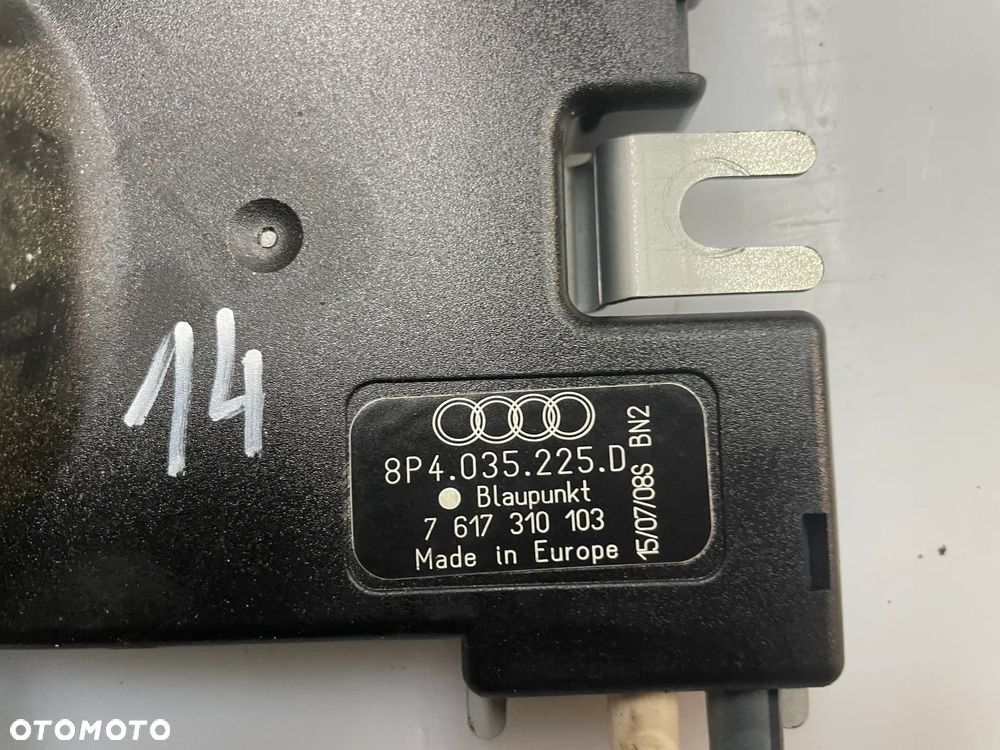 14
8P4.035.225.D
Blaupunkt
7 617 310 103
Made in Europe
15/07/08S BN2
OTOMOTO